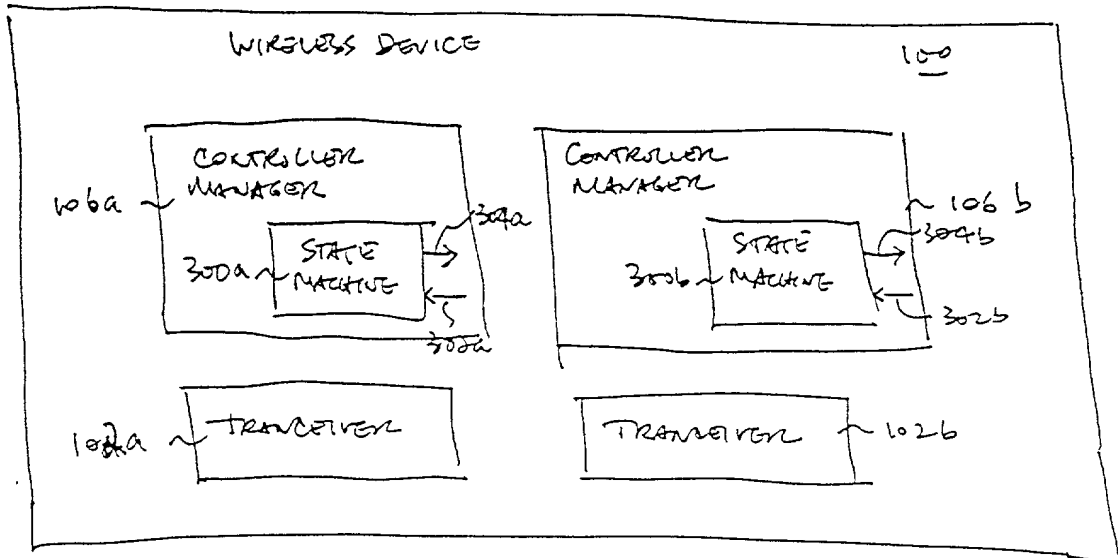 WIRELESS DEVICE
100
CONTROLLER
MANAGER
106a
304a
STATE
MACHINE
300a
302a
CONTROLLER
MANAGER
106b
304b
STATE
MACHINE
300b
302b
TRANCEIVER
102a
TRANCEIVER
102b